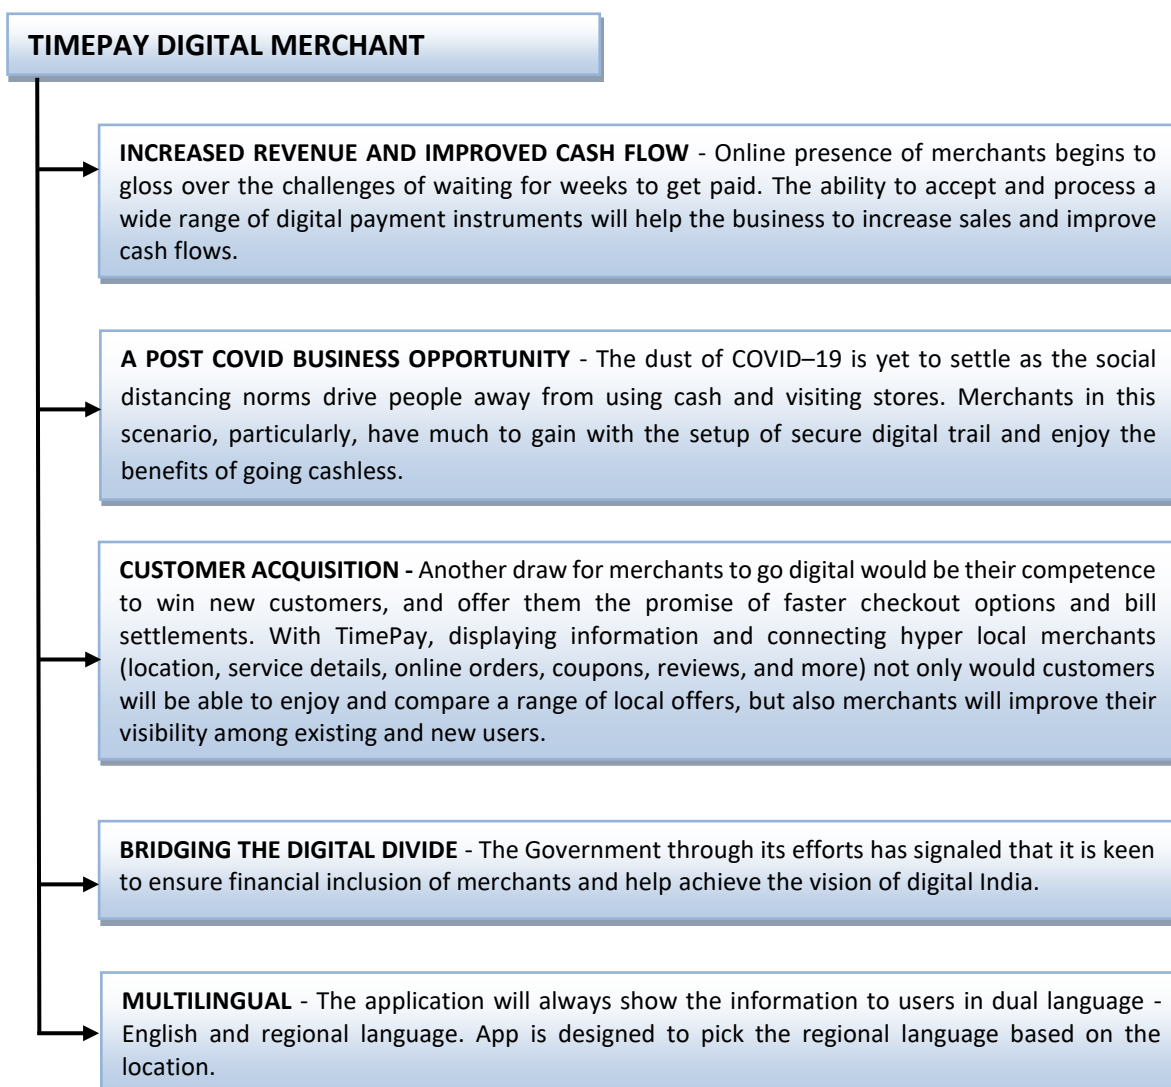 TIMEPAY DIGITAL MERCHANT
INCREASED REVENUE AND IMPROVED CASH FLOW - Online presence of merchants begins to
gloss over the challenges of waiting for weeks to get paid. The ability to accept and process a
wide range of digital payment instruments will help the business to increase sales and improve
cash flows.
A POST COVID BUSINESS OPPORTUNITY - The dust of COVID–19 is yet to settle as the social
distancing norms drive people away from using cash and visiting stores. Merchants in this
scenario, particularly, have much to gain with the setup of secure digital trail and enjoy the
benefits of going cashless.
CUSTOMER ACQUISITION - Another draw for merchants to go digital would be their competence
to win new customers, and offer them the promise of faster checkout options and bill
settlements. With TimePay, displaying information and connecting hyper local merchants
(location, service details, online orders, coupons, reviews, and more) not only would customers
will be able to enjoy and compare a range of local offers, but also merchants will improve their
visibility among existing and new users.
BRIDGING THE DIGITAL DIVIDE - The Government through its efforts has signaled that it is keen
to ensure financial inclusion of merchants and help achieve the vision of digital India.
MULTILINGUAL - The application will always show the information to users in dual language -
English and regional language. App is designed to pick the regional language based on the
location.